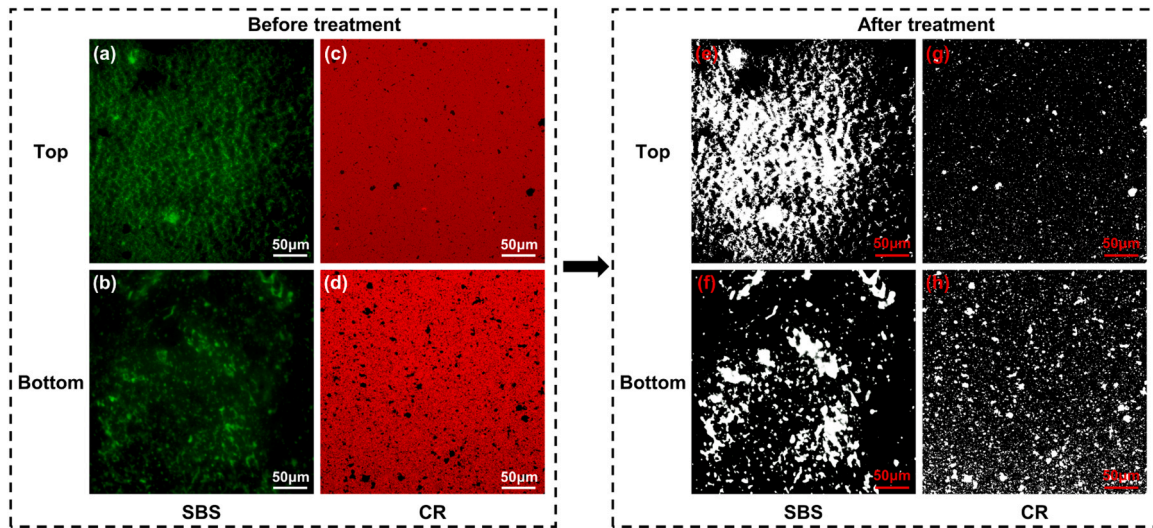 Before treatment
After treatment
(a)
(c)
(e)
(g)
Top
Top
50μm
50μm
50μm
50μm
(b)
(d)
(f)
(h)
Bottom
Bottom
50μm
50μm
50μm
50μm
SBS
CR
SBS
CR